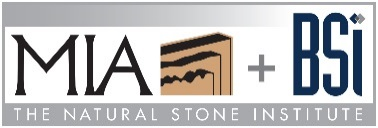 MIA + BSi
THE NATURAL STONE INSTITUTE